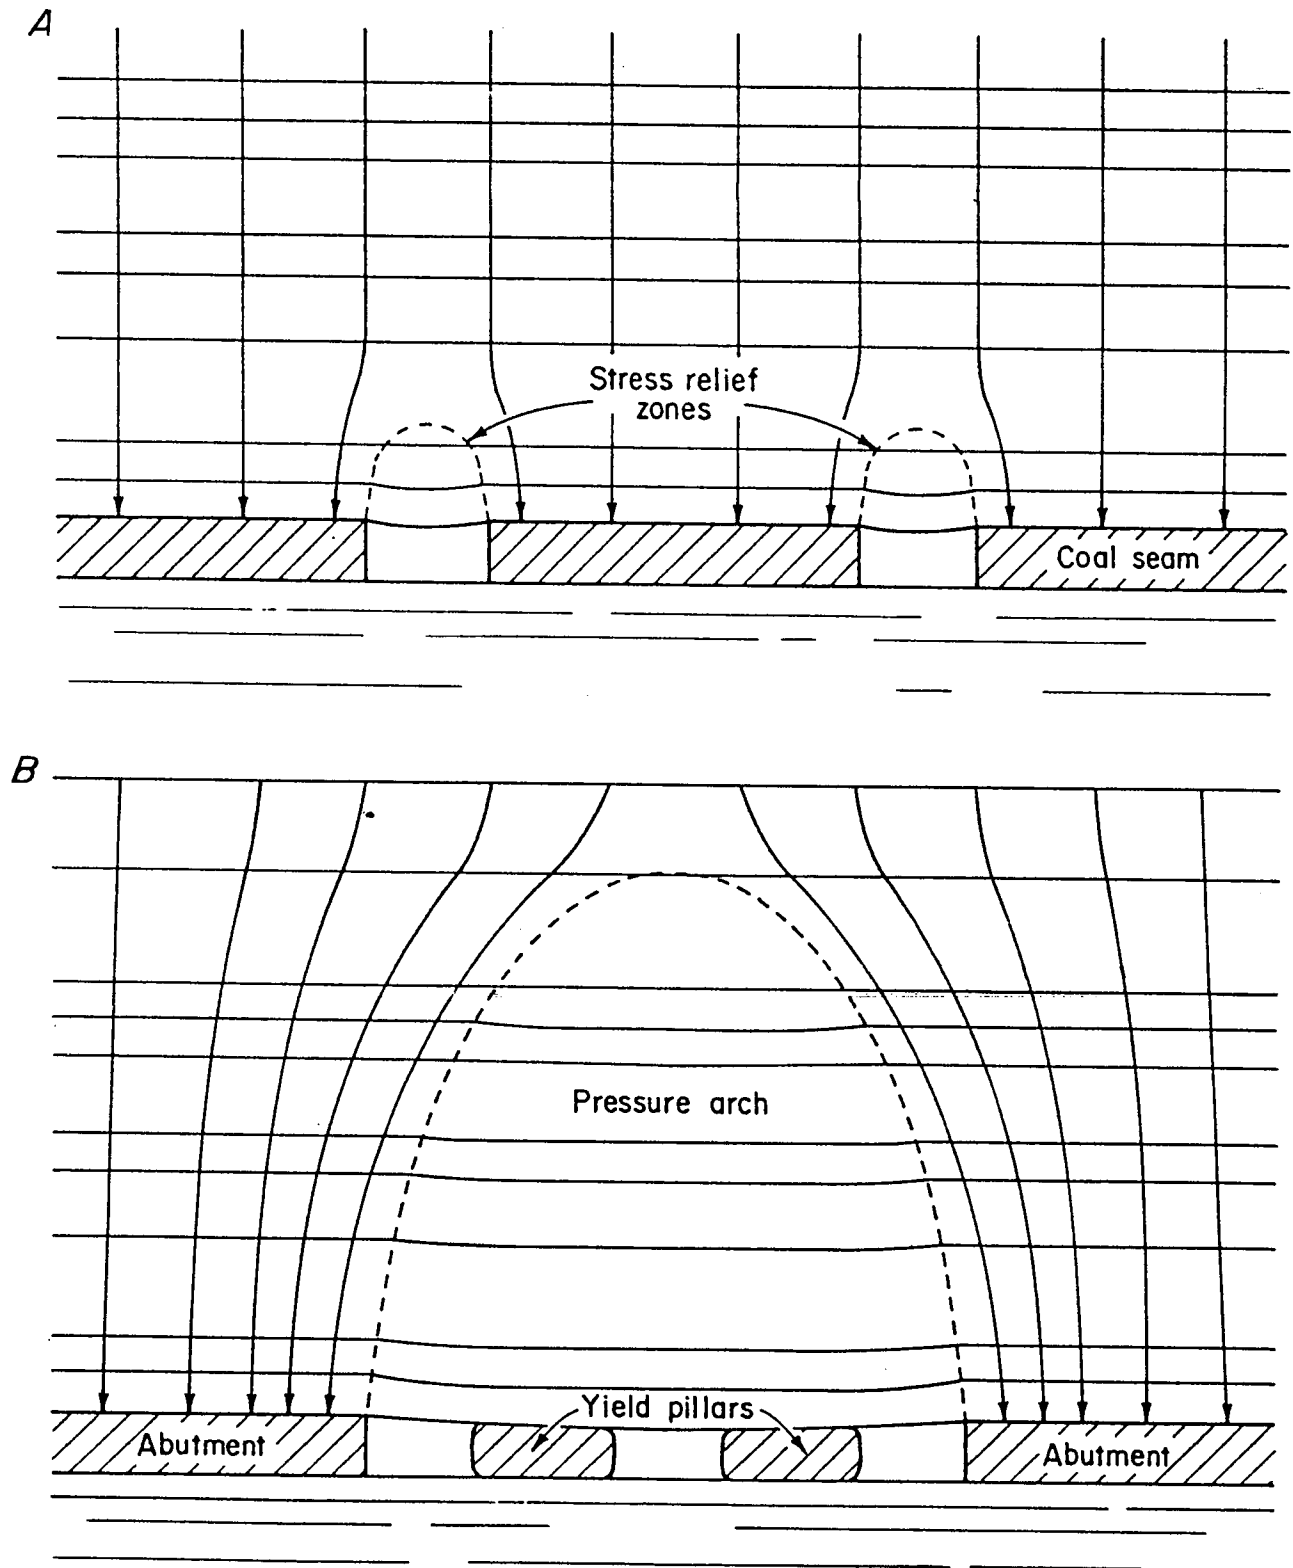 A
Stress relief
zones
Coal seam
B
Pressure arch
Yield pillars
Abutment
Abutment